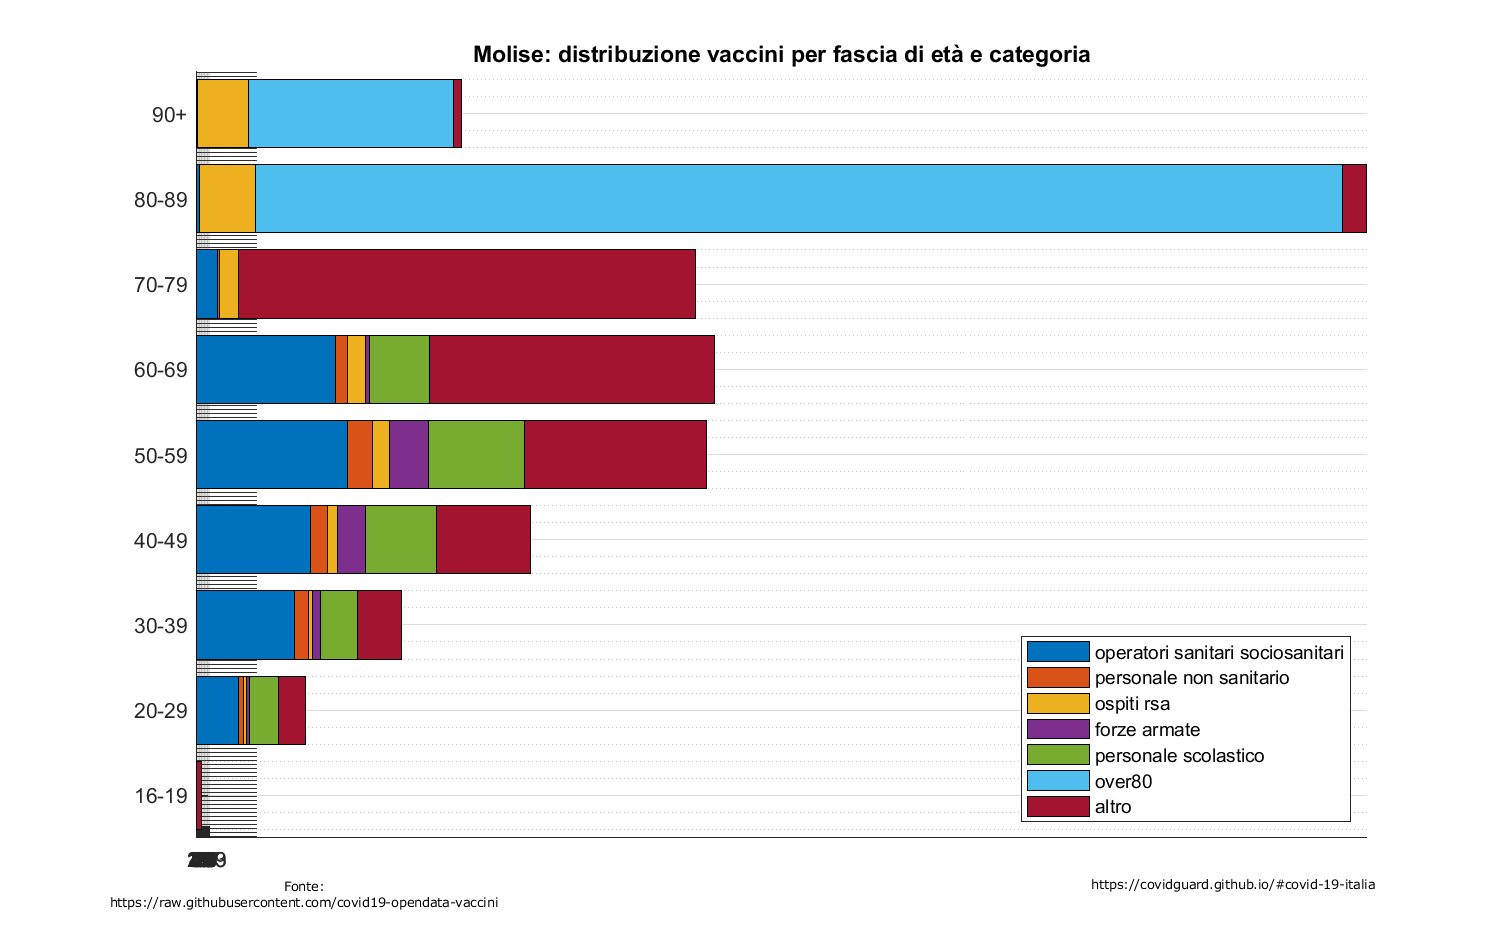 Molise: distribuzione vaccini per fascia di età e categoria
90+
80-89
70-79
60-69
50-59
40-49
30-39
20-29
16-19
operatori sanitari sociosanitari
personale non sanitario
ospiti rsa
forze armate
personale scolastico
over80
altro
Fonte:
https://raw.githubusercontent.com/covid19-opendata-vaccini
https://covidguard.github.io/#covid-19-italia